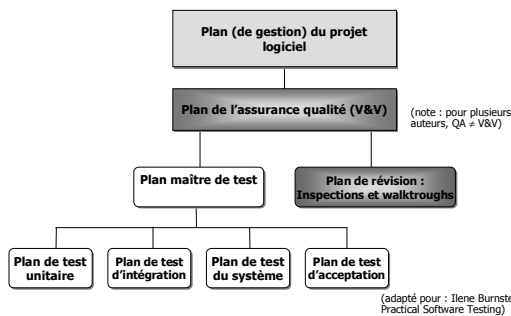 Plan (de gestion) du projet
logiciel
Plan de l'assurance qualité (V&V)
(note : pour plusieurs
auteurs, QA ≠ V&V)
Plan maître de test
Plan de révision :
Inspections et walktroughs
Plan de test
unitaire
Plan de test
d'intégration
Plan de test
du système
Plan de test
d'acceptation
(adapté pour : Ilene Burnste
Practical Software Testing)